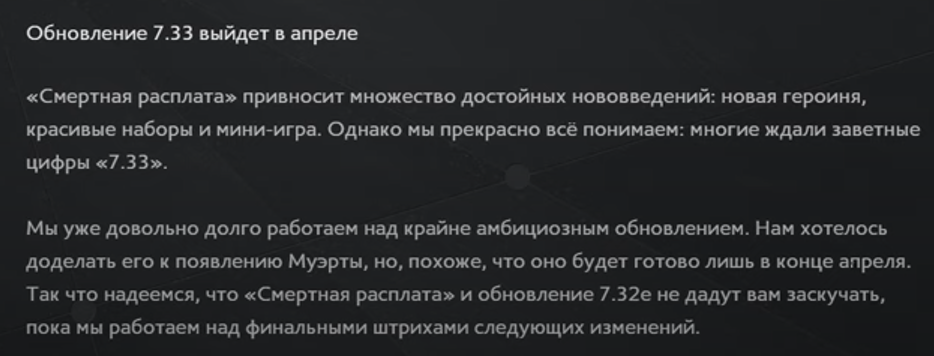 Обновление 7.33 выйдет в апреле
«Смертная расплата» привносит множество достойных нововведений: новая героиня,
красивые наборы и мини-игра. Однако мы прекрасно всё понимаем: многие ждали заветные
цифры «7.33».
Мы уже довольно долго работаем над крайне амбициозным обновлением. Нам хотелось
доделать его к появлению Муэрты, но, похоже, что оно будет готово лишь в конце апреля.
Так что надеемся, что «Смертная расплата» и обновление 7.32e не дадут вам заскучать,
пока мы работаем над финальными штрихами следующих изменений.